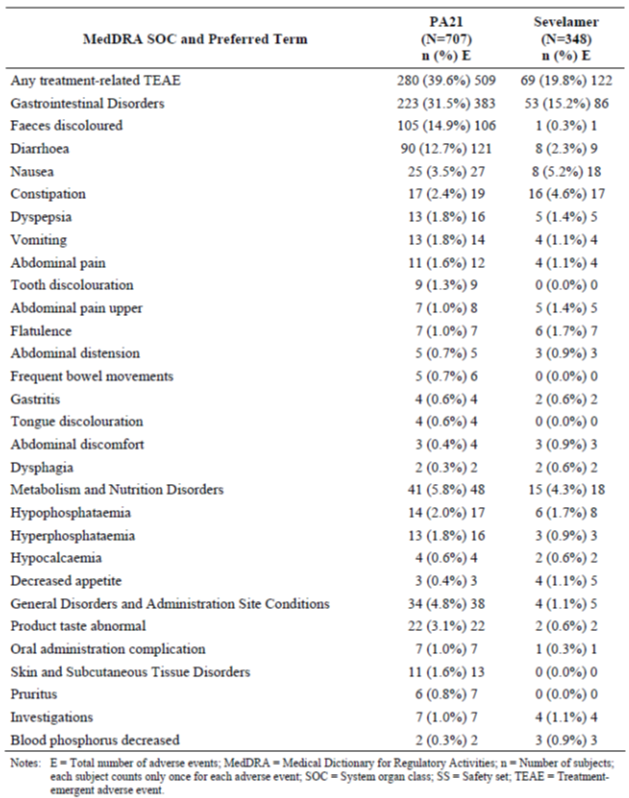 PA21 Sevelamer
MedDRA SOC and Preferred Term (N=707) (N=348)
n (%) E n (%) E
Any treatment-related TEAE 280 (39.6%) 509 69 (19.8%) 122
Gastrointestinal Disorders 223 (31.5%) 383 53 (15.2%) 86
Faeces discoloured 105 (14.9%) 106 1 (0.3%) 1
Diarrhoea 90 (12.7%) 121 8 (2.3%) 9
Nausea 25 (3.5%) 27 8 (5.2%) 18
Constipation 17 (2.4%) 19 16 (4.6%) 17
Dyspepsia 13 (1.8%) 16 5 (1.4%) 5
Vomiting 13 (1.8%) 14 4 (1.1%) 4
Abdominal pain 11 (1.6%) 12 4 (1.1%) 4
Tooth discolouration 9 (1.3%) 9 0 (0.0%) 0
Abdominal pain upper 7 (1.0%) 8 5 (1.4%) 5
Flatulence 7 (1.0%) 7 6 (1.7%) 7
Abdominal distension 5 (0.7%) 5 3 (0.9%) 3
Frequent bowel movements 5 (0.7%) 6 0 (0.0%) 0
Gastritis 4 (0.6%) 4 2 (0.6%) 2
Tongue discolouration 4 (0.6%) 4 0 (0.0%) 0
Abdominal discomfort 3 (0.4%) 4 3 (0.9%) 3
Dysphagia 2 (0.3%) 2 2 (0.6%) 2
Metabolism and Nutrition Disorders 41 (5.8%) 48 15 (4.3%) 18
Hypophosphataemia 14 (2.0%) 17 6 (1.7%) 8
Hyperphosphataemia 13 (1.8%) 16 3 (0.9%) 3
Hypocalcaemia 4 (0.6%) 4 2 (0.6%) 2
Decreased appetite 3 (0.4%) 3 4 (1.1%) 5
General Disorders and Administration Site Conditions 34 (4.8%) 38 4 (1.1%) 5
Product taste abnormal 22 (3.1%) 22 2 (0.6%) 2
Oral administration complication 7 (1.0%) 7 1 (0.3%) 1
Skin and Subcutaneous Tissue Disorders 11 (1.6%) 13 0 (0.0%) 0
Pruritus 6 (0.8%) 7 0 (0.0%) 0
Investigations 7 (1.0%) 7 4 (1.1%) 4
Blood phosphorus decreased 2 (0.3%) 2 3 (0.9%) 3
Notes: E = Total number of adverse events; MedDRA = Medical Dictionary for Regulatory Activities; n = Number of subjects;
each subject counts only once for each adverse event; SOC = System organ class; SS = Safety set; TEAE = Treatment-
emergent adverse event.